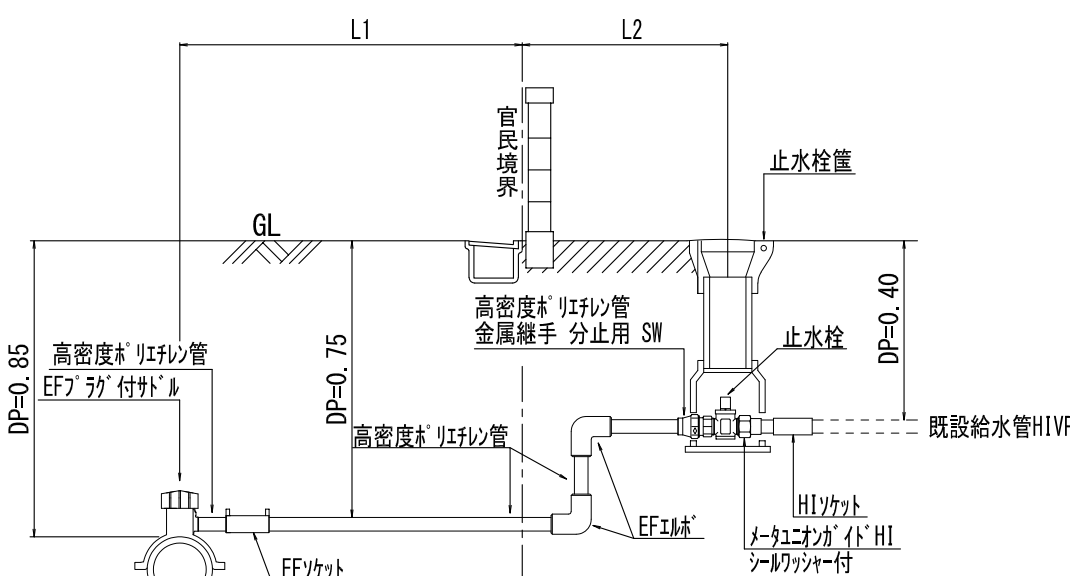 L1
L2
官民境界
止水栓筐
GL
高密度ポリエチレン管
金属継手 分止用 SW
止水栓
DP=0.40
DP=0.85
高密度ポリエチレン管
EFプラグ付サドル
DP=0.75
高密度ポリエチレン管
既設給水管HIVP
HIソケット
EFエルボ
メータユニオンガイドHI
シールワッシャー付
EFソケット